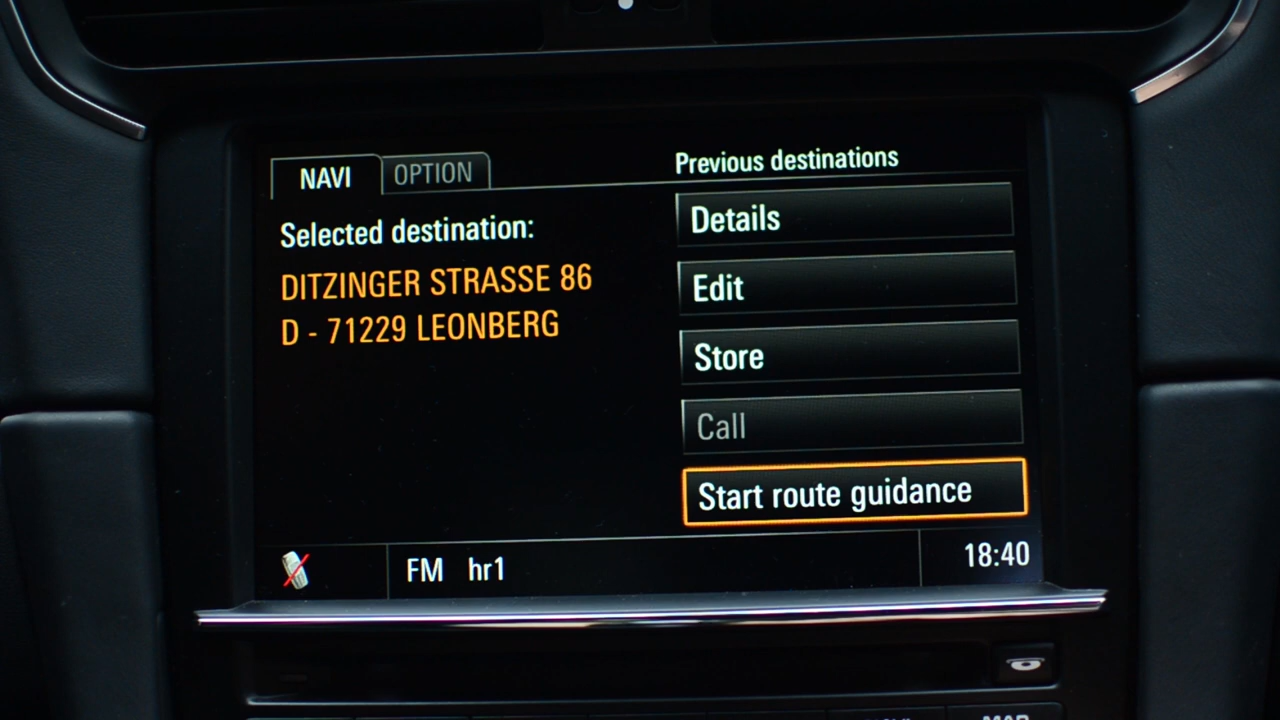 NAVI
OPTION
Previous destinations
Selected destination:
DITZINGER STRASSE 86
D - 71229 LEONBERG
Details
Edit
Store
Call
Start route guidance
FM hr1
18:40
MAP